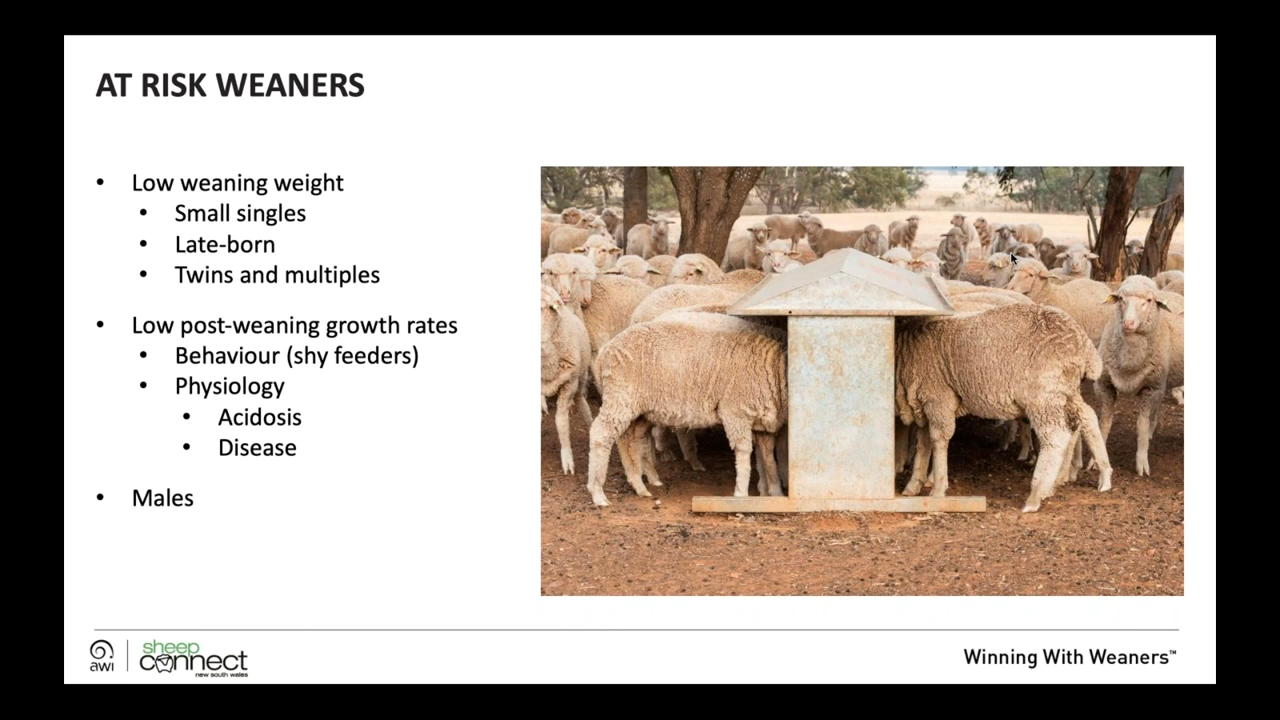 AT RISK WEANERS
• Low weaning weight
• Small singles
• Late-born
• Twins and multiples
• Low post-weaning growth rates
• Behaviour (shy feeders)
• Physiology
• Acidosis
• Disease
• Males
awi
sheep
connect
new south wales
Winning With Weaners™